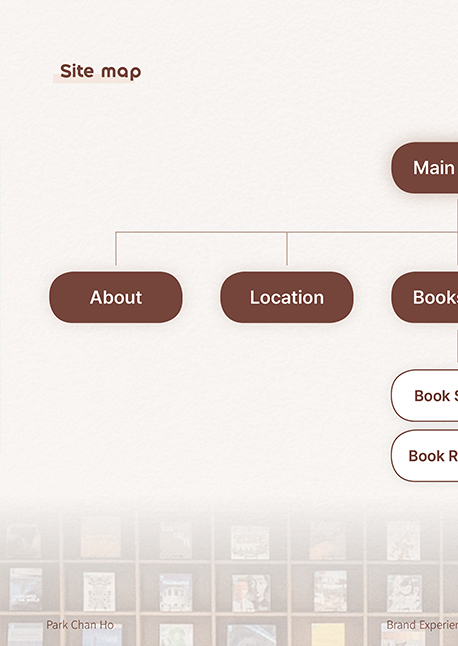 Site map
Main
About
Location
Books
Book S
Book R
Park Chan Ho
Brand Experien